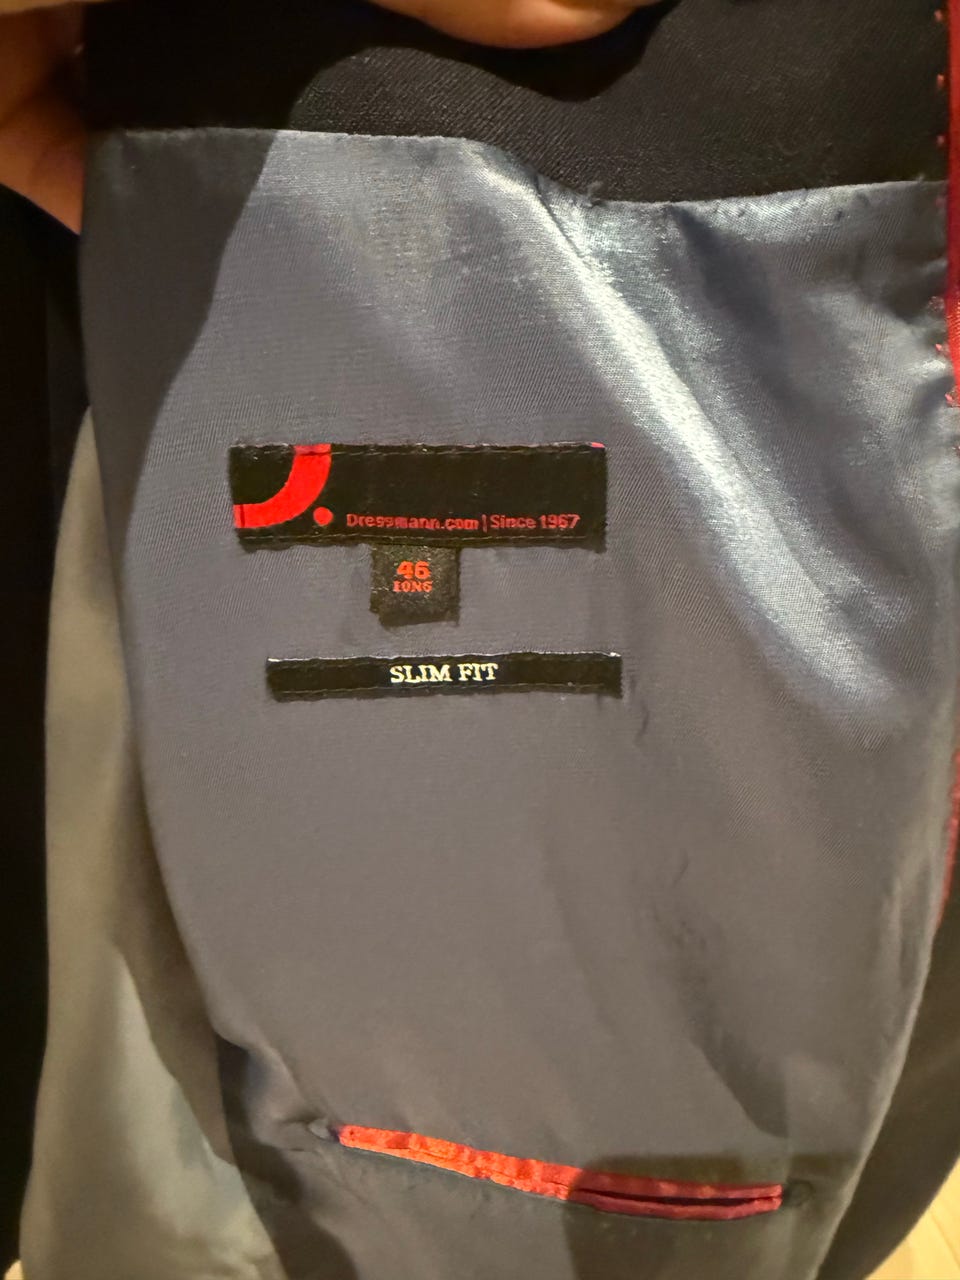 Dressmann.com | Since 1967
46
LONG
SLIM FIT